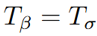 T_β = T_σ